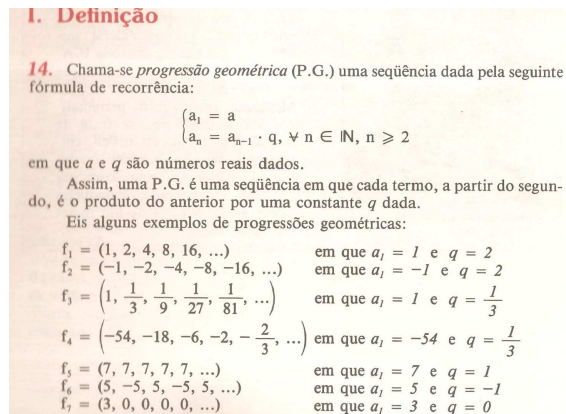 I. Definição
14. Chama-se progressão geométrica (P.G.) uma seqüência dada pela seguinte
fórmula de recorrência:
{a₁ = a
{aₙ = aₙ₋₁ · q, ∀ n ∈ ℕ, n ⩾ 2
em que a e q são números reais dados.
Assim, uma P.G. é uma seqüência em que cada termo, a partir do segun-
do, é o produto do anterior por uma constante q dada.
Eis alguns exemplos de progressões geométricas:
f₁ = (1, 2, 4, 8, 16, ...) em que a₁ = 1 e q = 2
f₂ = (−1, −2, −4, −8, −16, ...) em que a₁ = −1 e q = 2
f₃ = (1, 1/3, 1/9, 1/27, 1/81, ...) em que a₁ = 1 e q = 1/3
f₄ = (−54, −18, −6, −2, −2/3, ...) em que a₁ = −54 e q = 1/3
f₅ = (7, 7, 7, 7, 7, ...) em que a₁ = 7 e q = 1
f₆ = (5, −5, 5, −5, 5, ...) em que a₁ = 5 e q = −1
f₇ = (3, 0, 0, 0, 0, ...) em que a₁ = 3 e q = 0